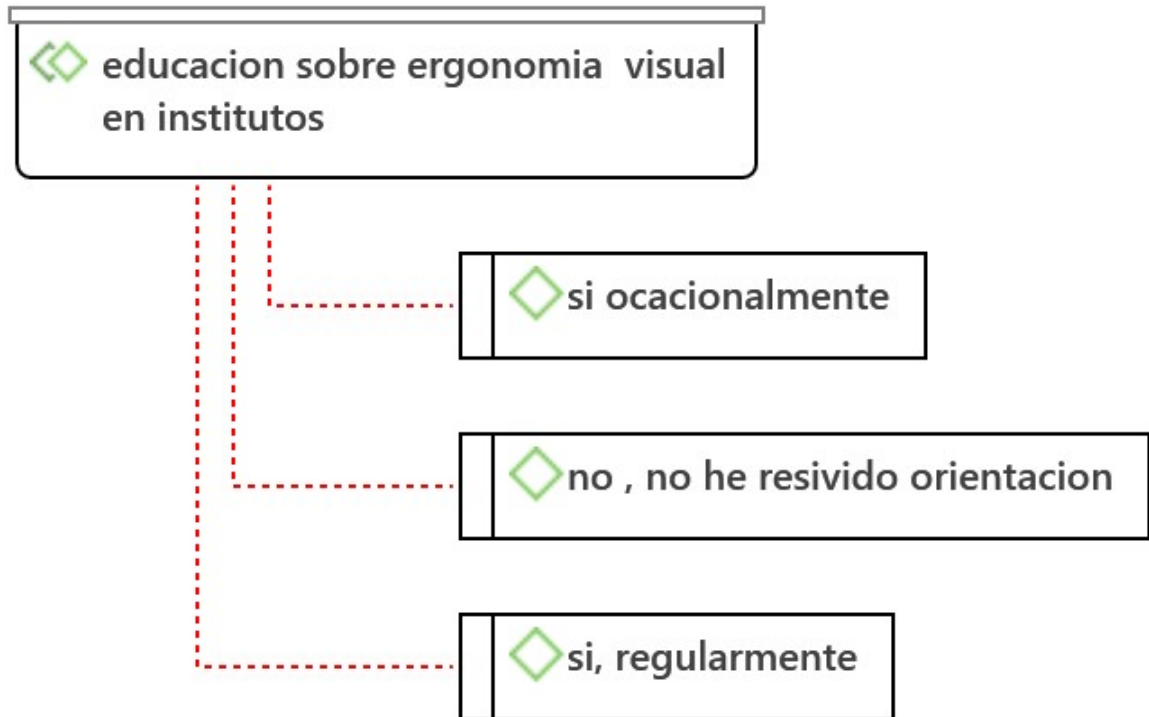 educacion sobre ergonomia  visual
en institutos
si ocacionalmente
no , no he resivido orientacion
si, regularmente